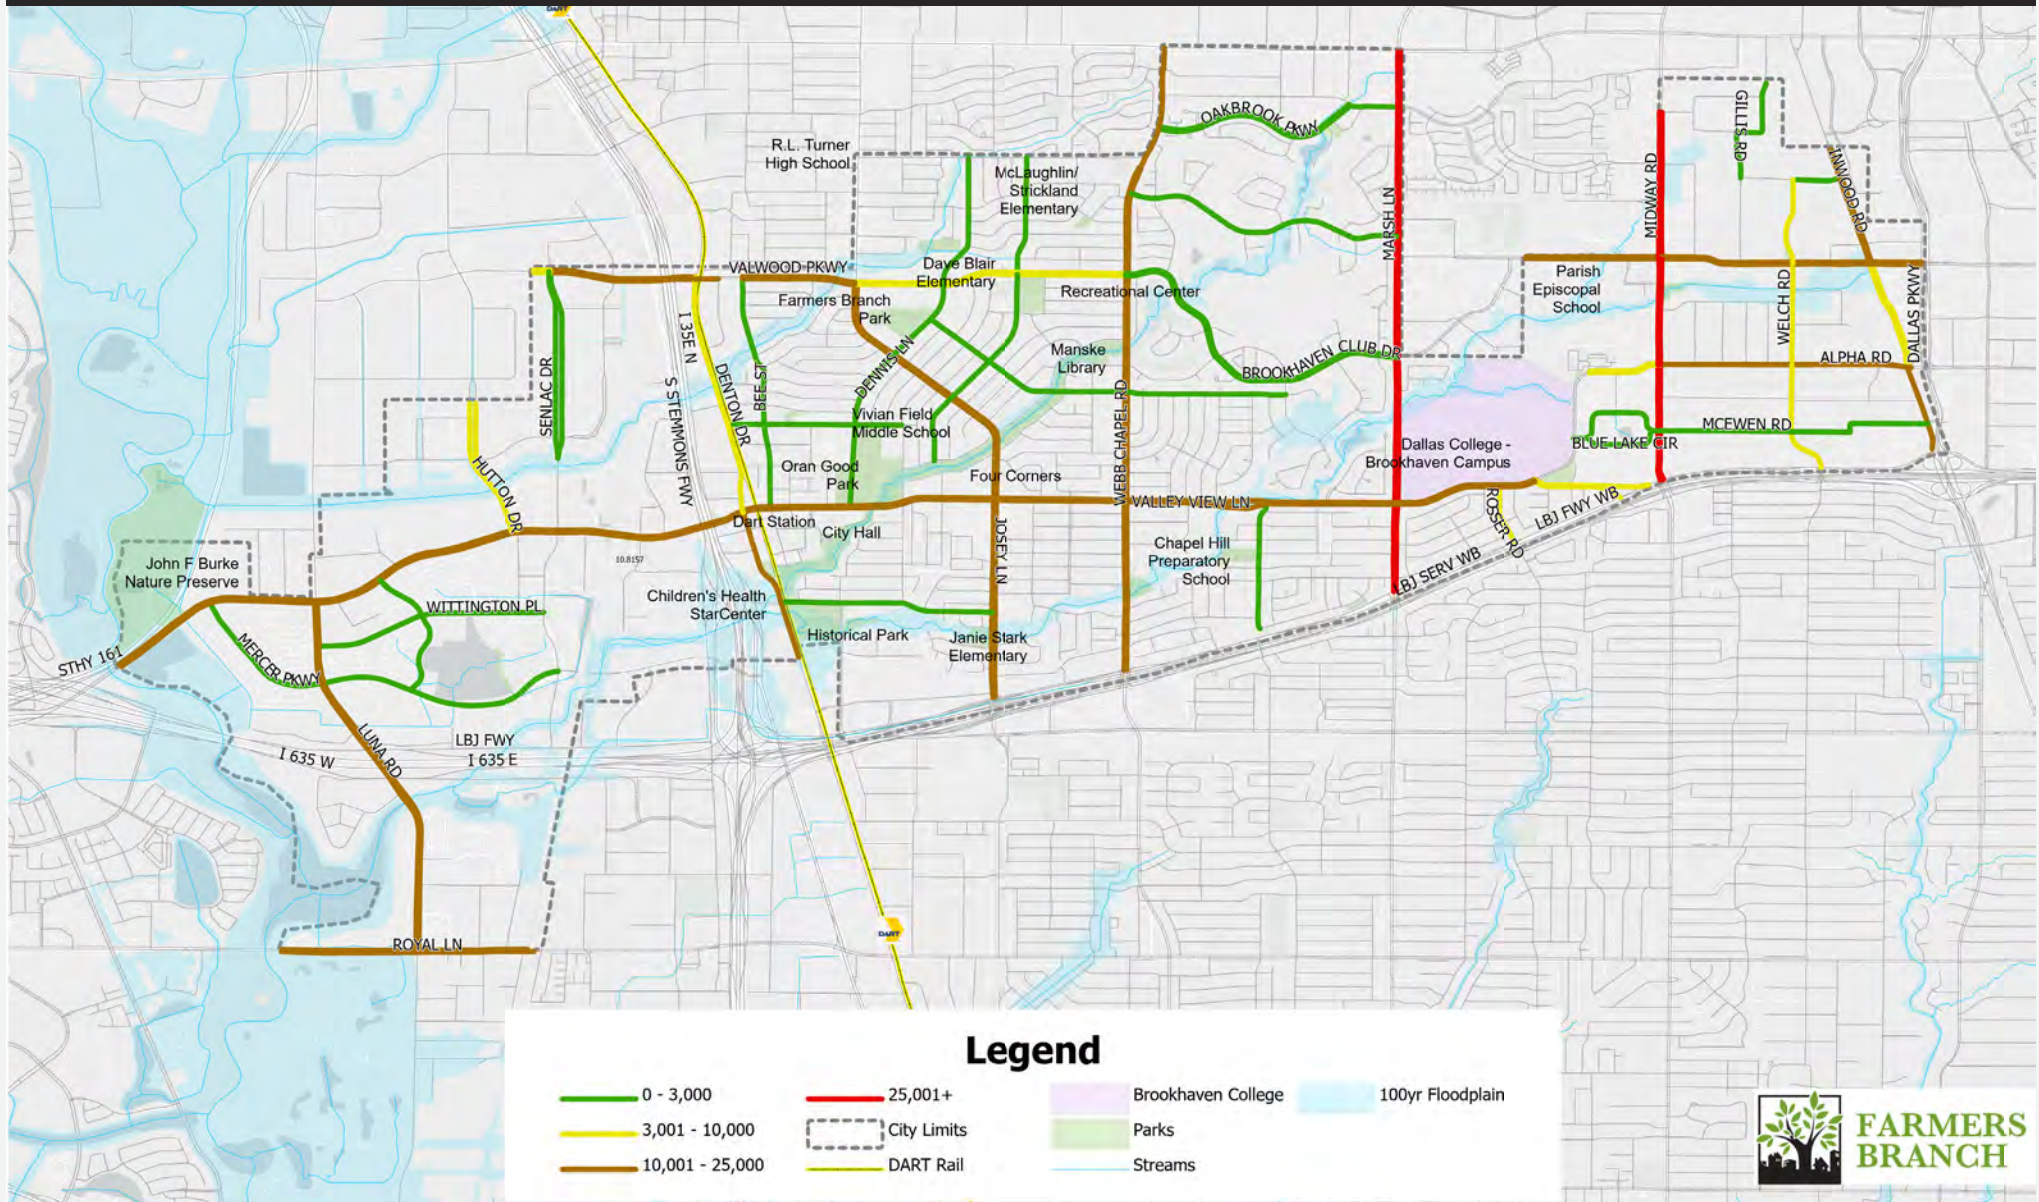 DART
OAKBROOK PKWY
GILLIS RD
R.L. Turner
High School
McLaughlin/
Strickland
Elementary
MARSH LN
MIDWAY RD
INWOOD RD
VALWOOD PKWY
Dave Blair
Elementary
Recreational Center
Farmers Branch
Park
Parish
Episcopal
School
WELCH RD
DALLAS PKWY
I 35E N
S STEMMONS FWY
DENTON DR
BEE ST
DENNIS LN
SENLAC DR
Manske
Library
BROOKHAVEN CLUB DR
ALPHA RD
WEBB CHAPEL RD
Vivian Field
Middle School
MCEWEN RD
BLUE LAKE CIR
Dallas College -
Brookhaven Campus
HUTTON DR
Oran Good
Park
Four Corners
VALLEY VIEW LN
ROSSER RD
LBJ FWY WB
Dart Station
City Hall
JOSEY LN
Chapel Hill
Preparatory
School
LBJ SERV WB
10.8157
John F Burke
Nature Preserve
WITTINGTON PL
Children's Health
StarCenter
Historical Park
Janie Stark
Elementary
STHY 161
MERCER PKWY
LUNA RD
LBJ FWY
I 635 E
I 635 W
DART
ROYAL LN
Legend
0 - 3,000
25,001+
Brookhaven College
100yr Floodplain
3,001 - 10,000
City Limits
Parks
10,001 - 25,000
DART Rail
Streams
FARMERS
BRANCH